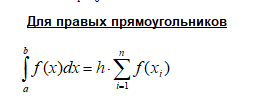 Для правых прямоугольников
∫_a^b f(x)dx = h · ∑_{i=1}^n f(x_i)